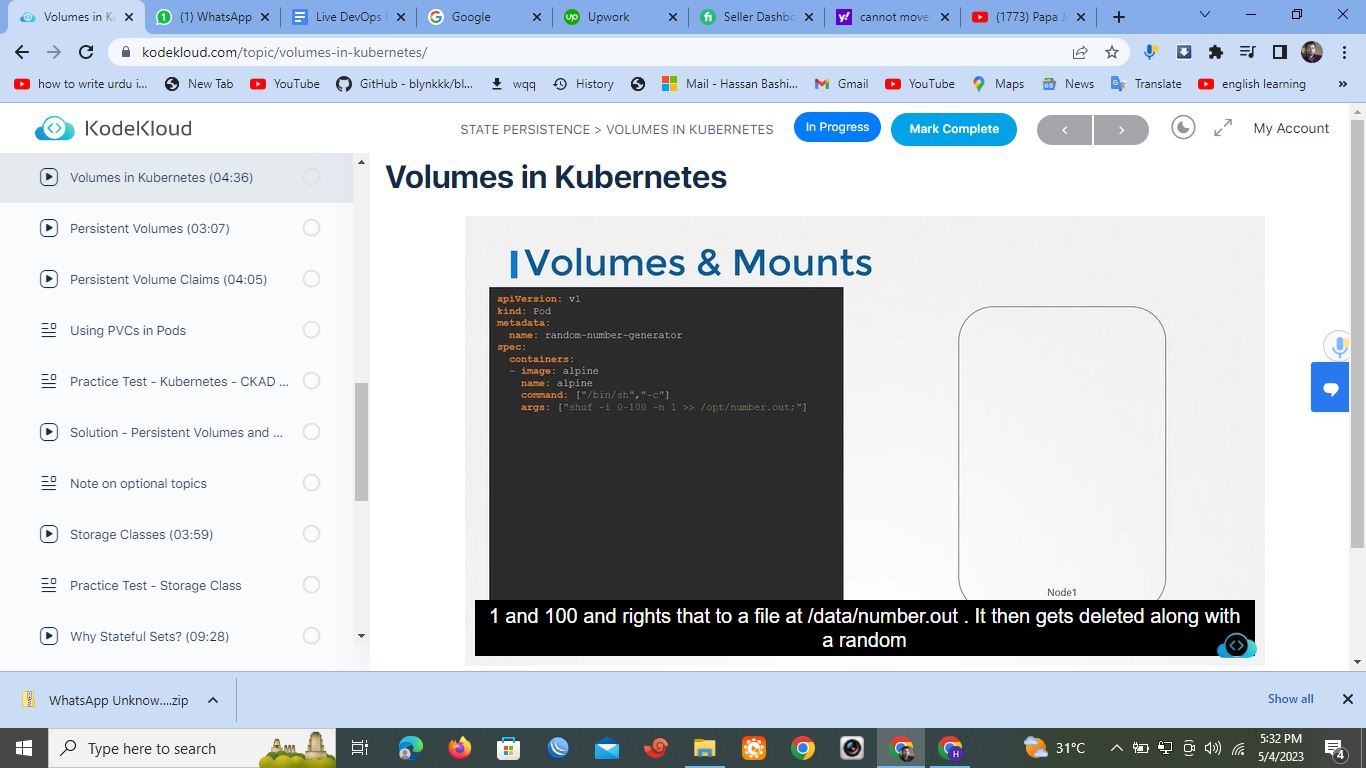 Volumes in Ku
(1) WhatsApp
Live DevOps
Google
Upwork
Seller Dashbo
cannot move
(1773) Papa J
kodekloud.com/topic/volumes-in-kubernetes/
how to write urdu i...
New Tab
YouTube
GitHub - blynkkk/bl...
wqq
History
Mail - Hassan Bashi...
Gmail
YouTube
Maps
News
Translate
english learning
»
KodeKloud
STATE PERSISTENCE > VOLUMES IN KUBERNETES
In Progress
Mark Complete
My Account
Volumes in Kubernetes (04:36)
Persistent Volumes (03:07)
Persistent Volume Claims (04:05)
Using PVCs in Pods
Practice Test - Kubernetes - CKAD ...
Solution - Persistent Volumes and ...
Note on optional topics
Storage Classes (03:59)
Practice Test - Storage Class
Why Stateful Sets? (09:28)
Volumes in Kubernetes
Volumes & Mounts
apiVersion: v1
kind: Pod
metadata:
  name: random-number-generator
spec:
  containers:
  - image: alpine
    name: alpine
    command: ["/bin/sh","-c"]
    args: ["shuf -i 0-100 -n 1 >> /opt/number.out;"]
Node1
1 and 100 and rights that to a file at /data/number.out . It then gets deleted along with
a random
WhatsApp Unknow....zip
Show all
Type here to search
31°C
5:32 PM
5/4/2023
4